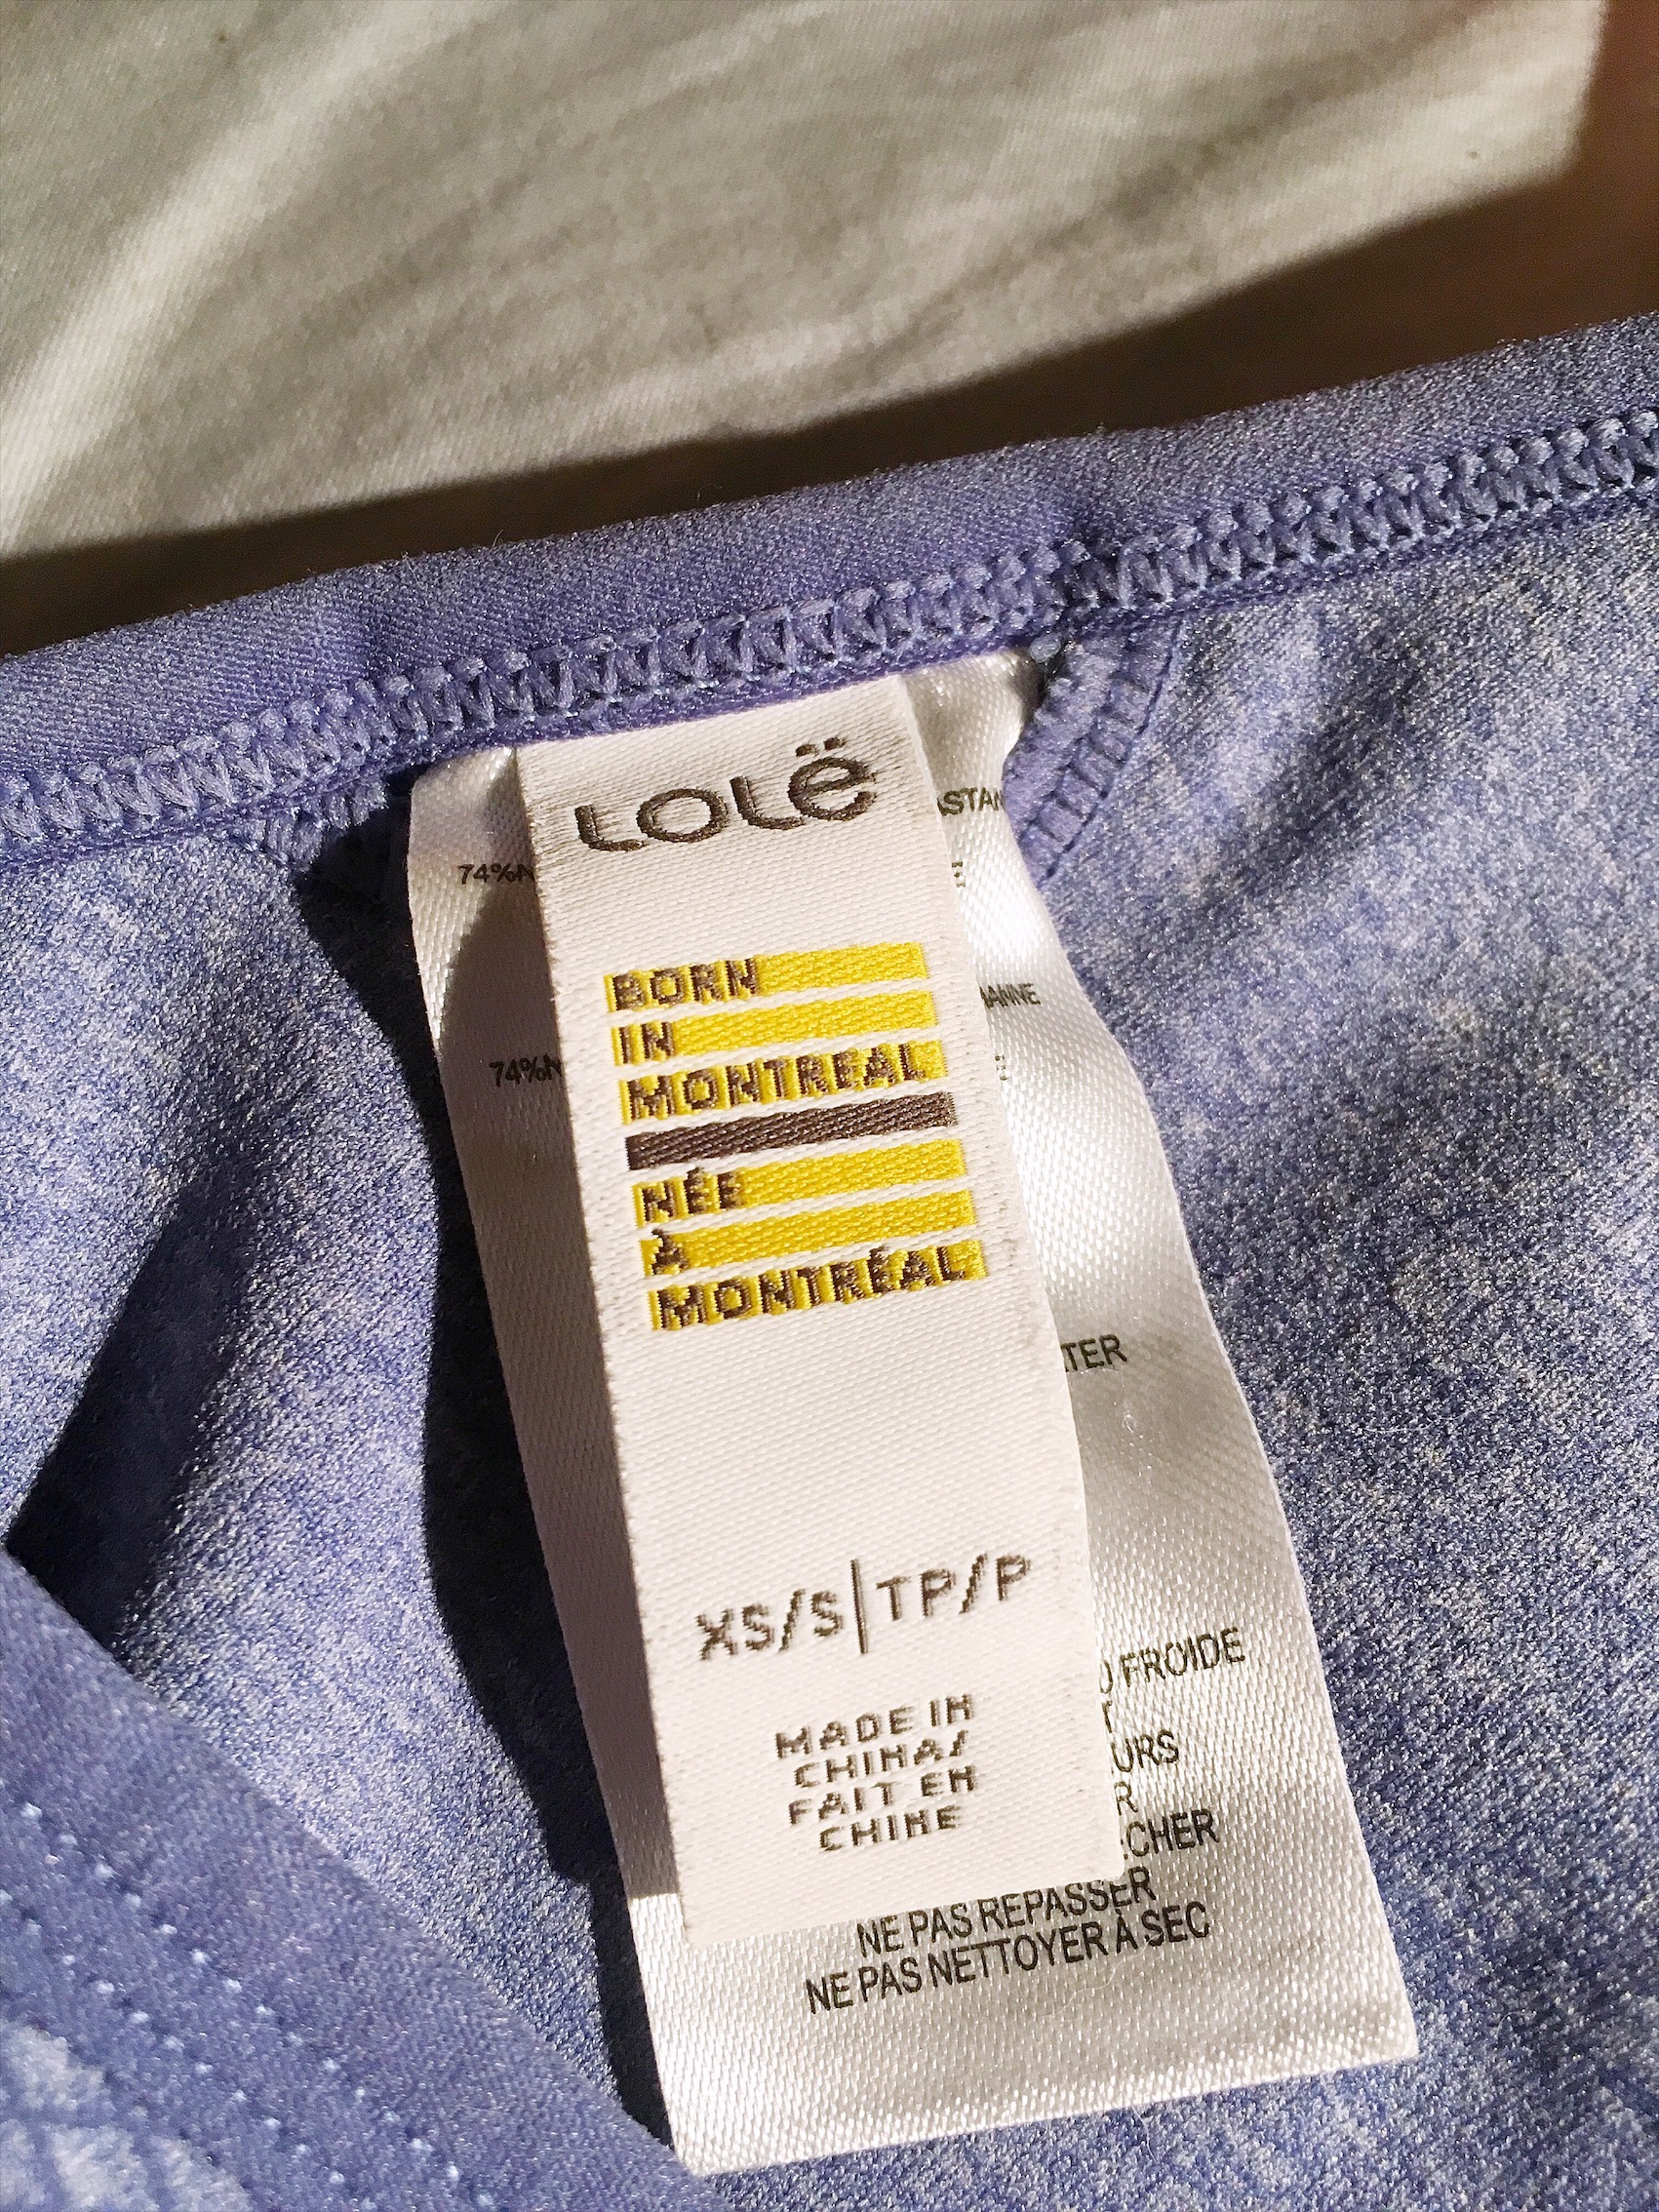 LOLË
BORN
IN
MONTREAL
NÉE
À
MONTRÉAL
XS/S|TP/P
MADE IN
CHINA/
FAIT EN
CHINE
74%
74%
FROIDE
NE PAS REPASSER
NE PAS NETTOYER À SEC